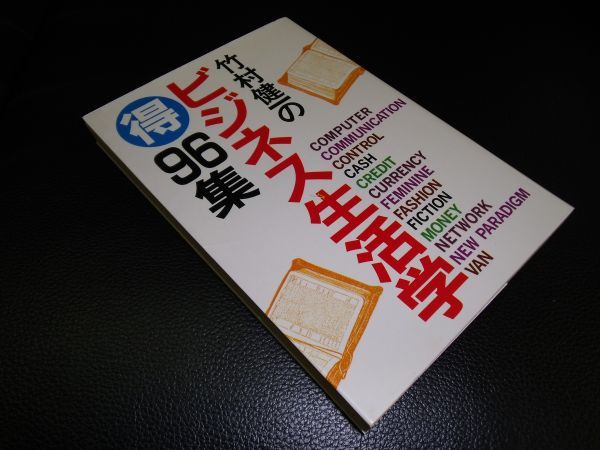 竹村健一の
ビジネス生活学
得
96集
COMPUTER
COMMUNICATION
CONTROL
CASH
CREDIT
CURRENCY
FEMININE
FASHION
FICTION
MONEY
NETWORK
NEW PARADIGM
VAN